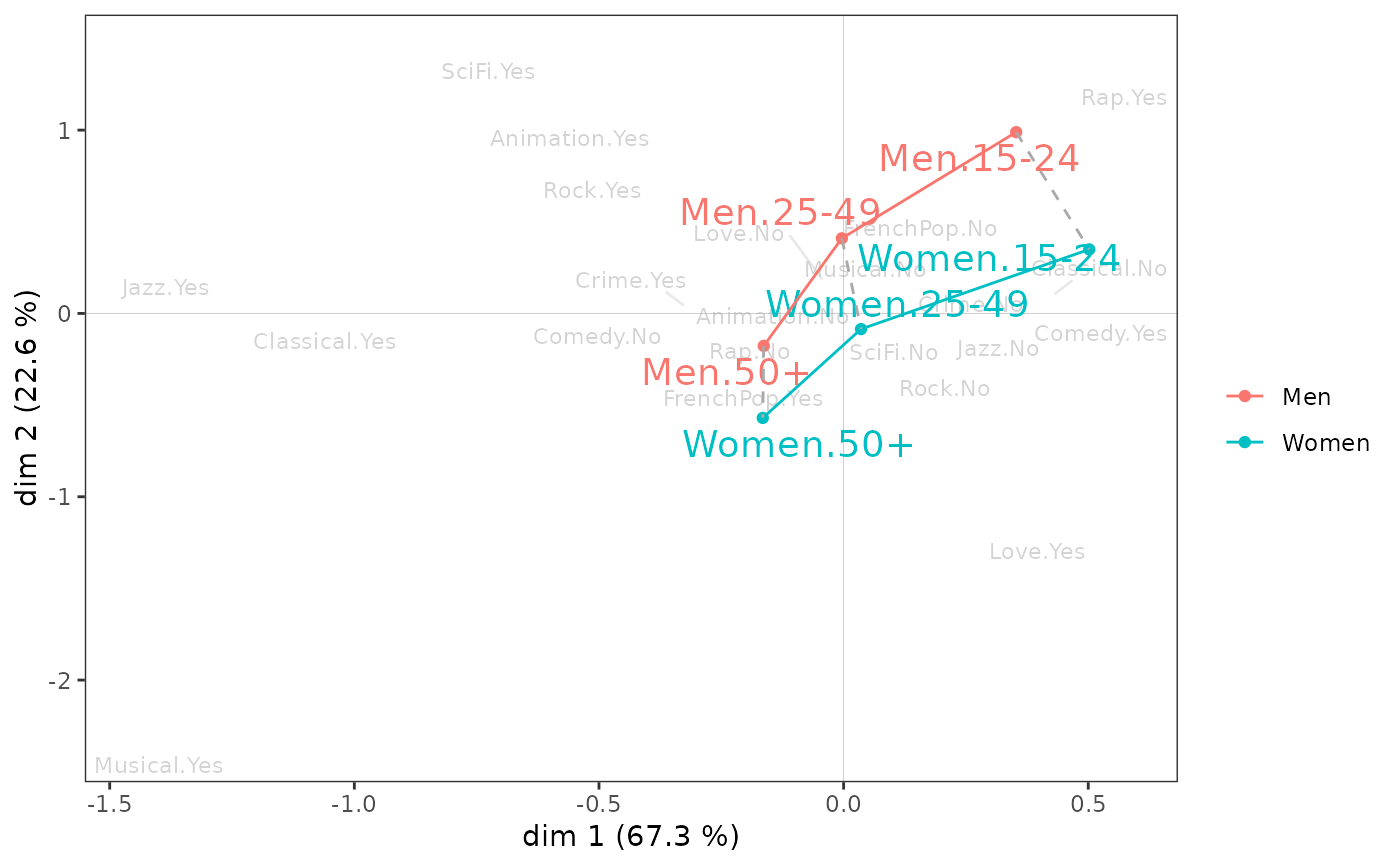 SciFi.Yes
Rap.Yes
1
Animation.Yes
Men.15-24
Rock.Yes
Men.25-49
Love.No
FrenchPop.No
Women.15-24
Musical.No
Classical.No
Crime.Yes
Jazz.Yes
Women.25-49
Crime.No
0
Animation.No
Comedy.No
Comedy.Yes
Classical.Yes
Rap.No
SciFi.No
Jazz.No
Men.50+
Rock.No
FrenchPop.Yes
Women.50+
Men
Women
-1
Love.Yes
-2
Musical.Yes
-1.5
-1.0
-0.5
0.0
0.5
dim 1 (67.3 %)
dim 2 (22.6 %)